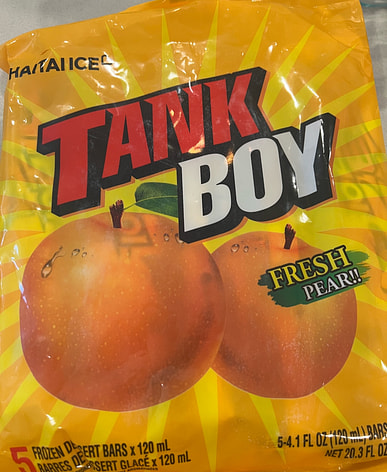 HAITAI ICE
TANK
BOY
FRESH
PEAR!!
5 FROZEN DESSERT BARS x 120 mL
BARRES DESSERT GLACÉ x 120 mL
5-4.1 FL OZ (120 mL) BARS
NET 20.3 FL OZ